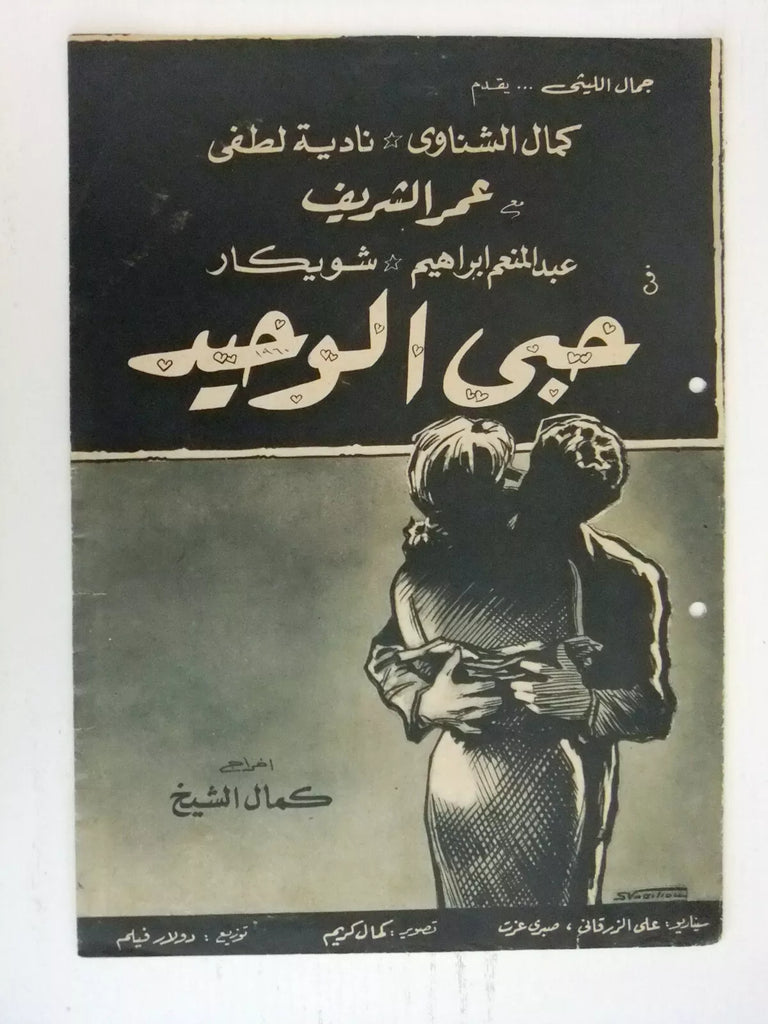 جمال الليثى ... يقدم
كمال الشناوى ☆ نادية لطفى
مع عمر الشريف
عبد المنعم ابراهيم ☆ شويكار
فى
حبى الوحيد
١٩٦٠
اخراج
كمال الشيخ
سيناريو : على الزرقانى ، صبرى عزت
تصوير : كمال كريم
توزيع : دولار فيلم